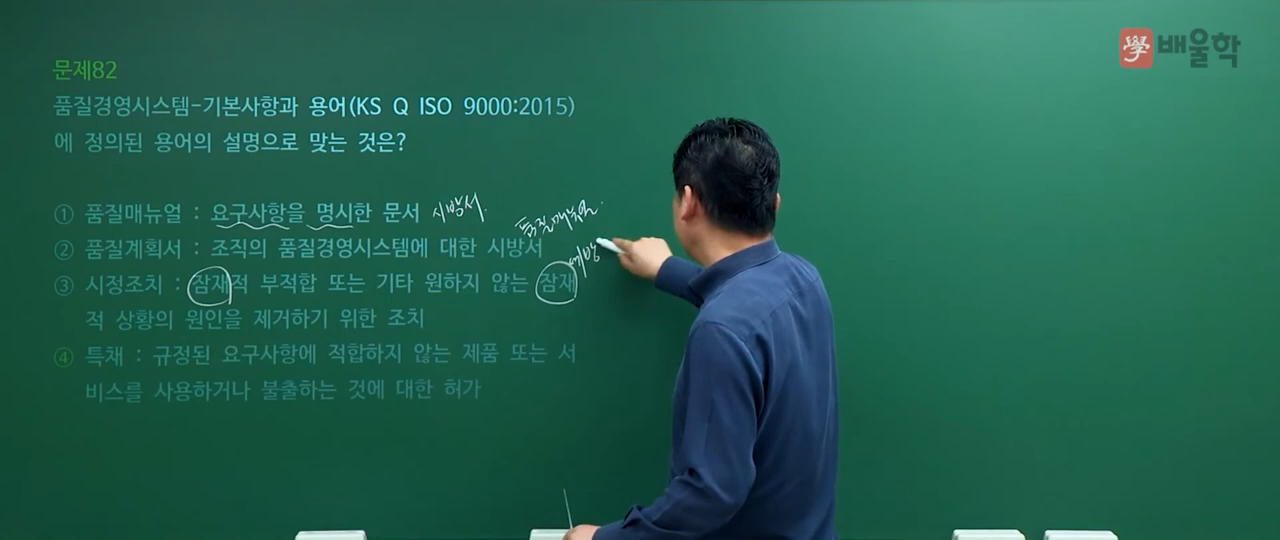 學 배울학
문제82
품질경영시스템-기본사항과 용어(KS Q ISO 9000:2015)
에 정의된 용어의 설명으로 맞는 것은?
① 품질매뉴얼 : 요구사항을 명시한 문서 시방서.
품질매뉴얼.
② 품질계획서 : 조직의 품질경영시스템에 대한 시방서
예방
③ 시정조치 : 잠재적 부적합 또는 기타 원하지 않는 잠재
적 상황의 원인을 제거하기 위한 조치
④ 특채 : 규정된 요구사항에 적합하지 않는 제품 또는 서
비스를 사용하거나 불출하는 것에 대한 허가